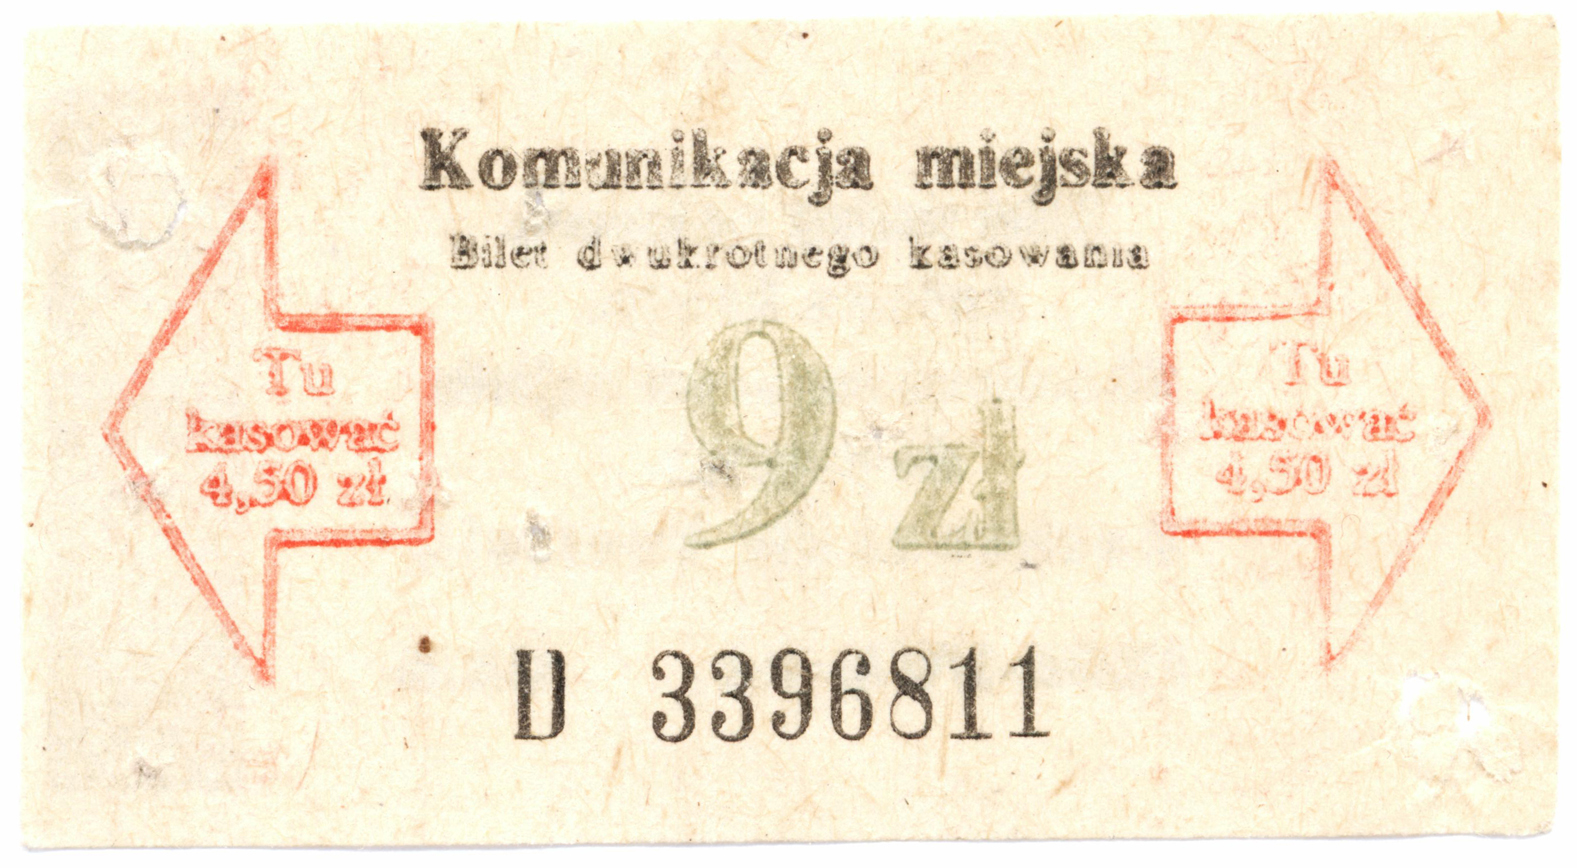 Komunikacja miejska
Bilet dwukrotnego kasowania
Tu
kasować
4,50 zł
9 zł
Tu
kasować
4,50 zł
D 3396811